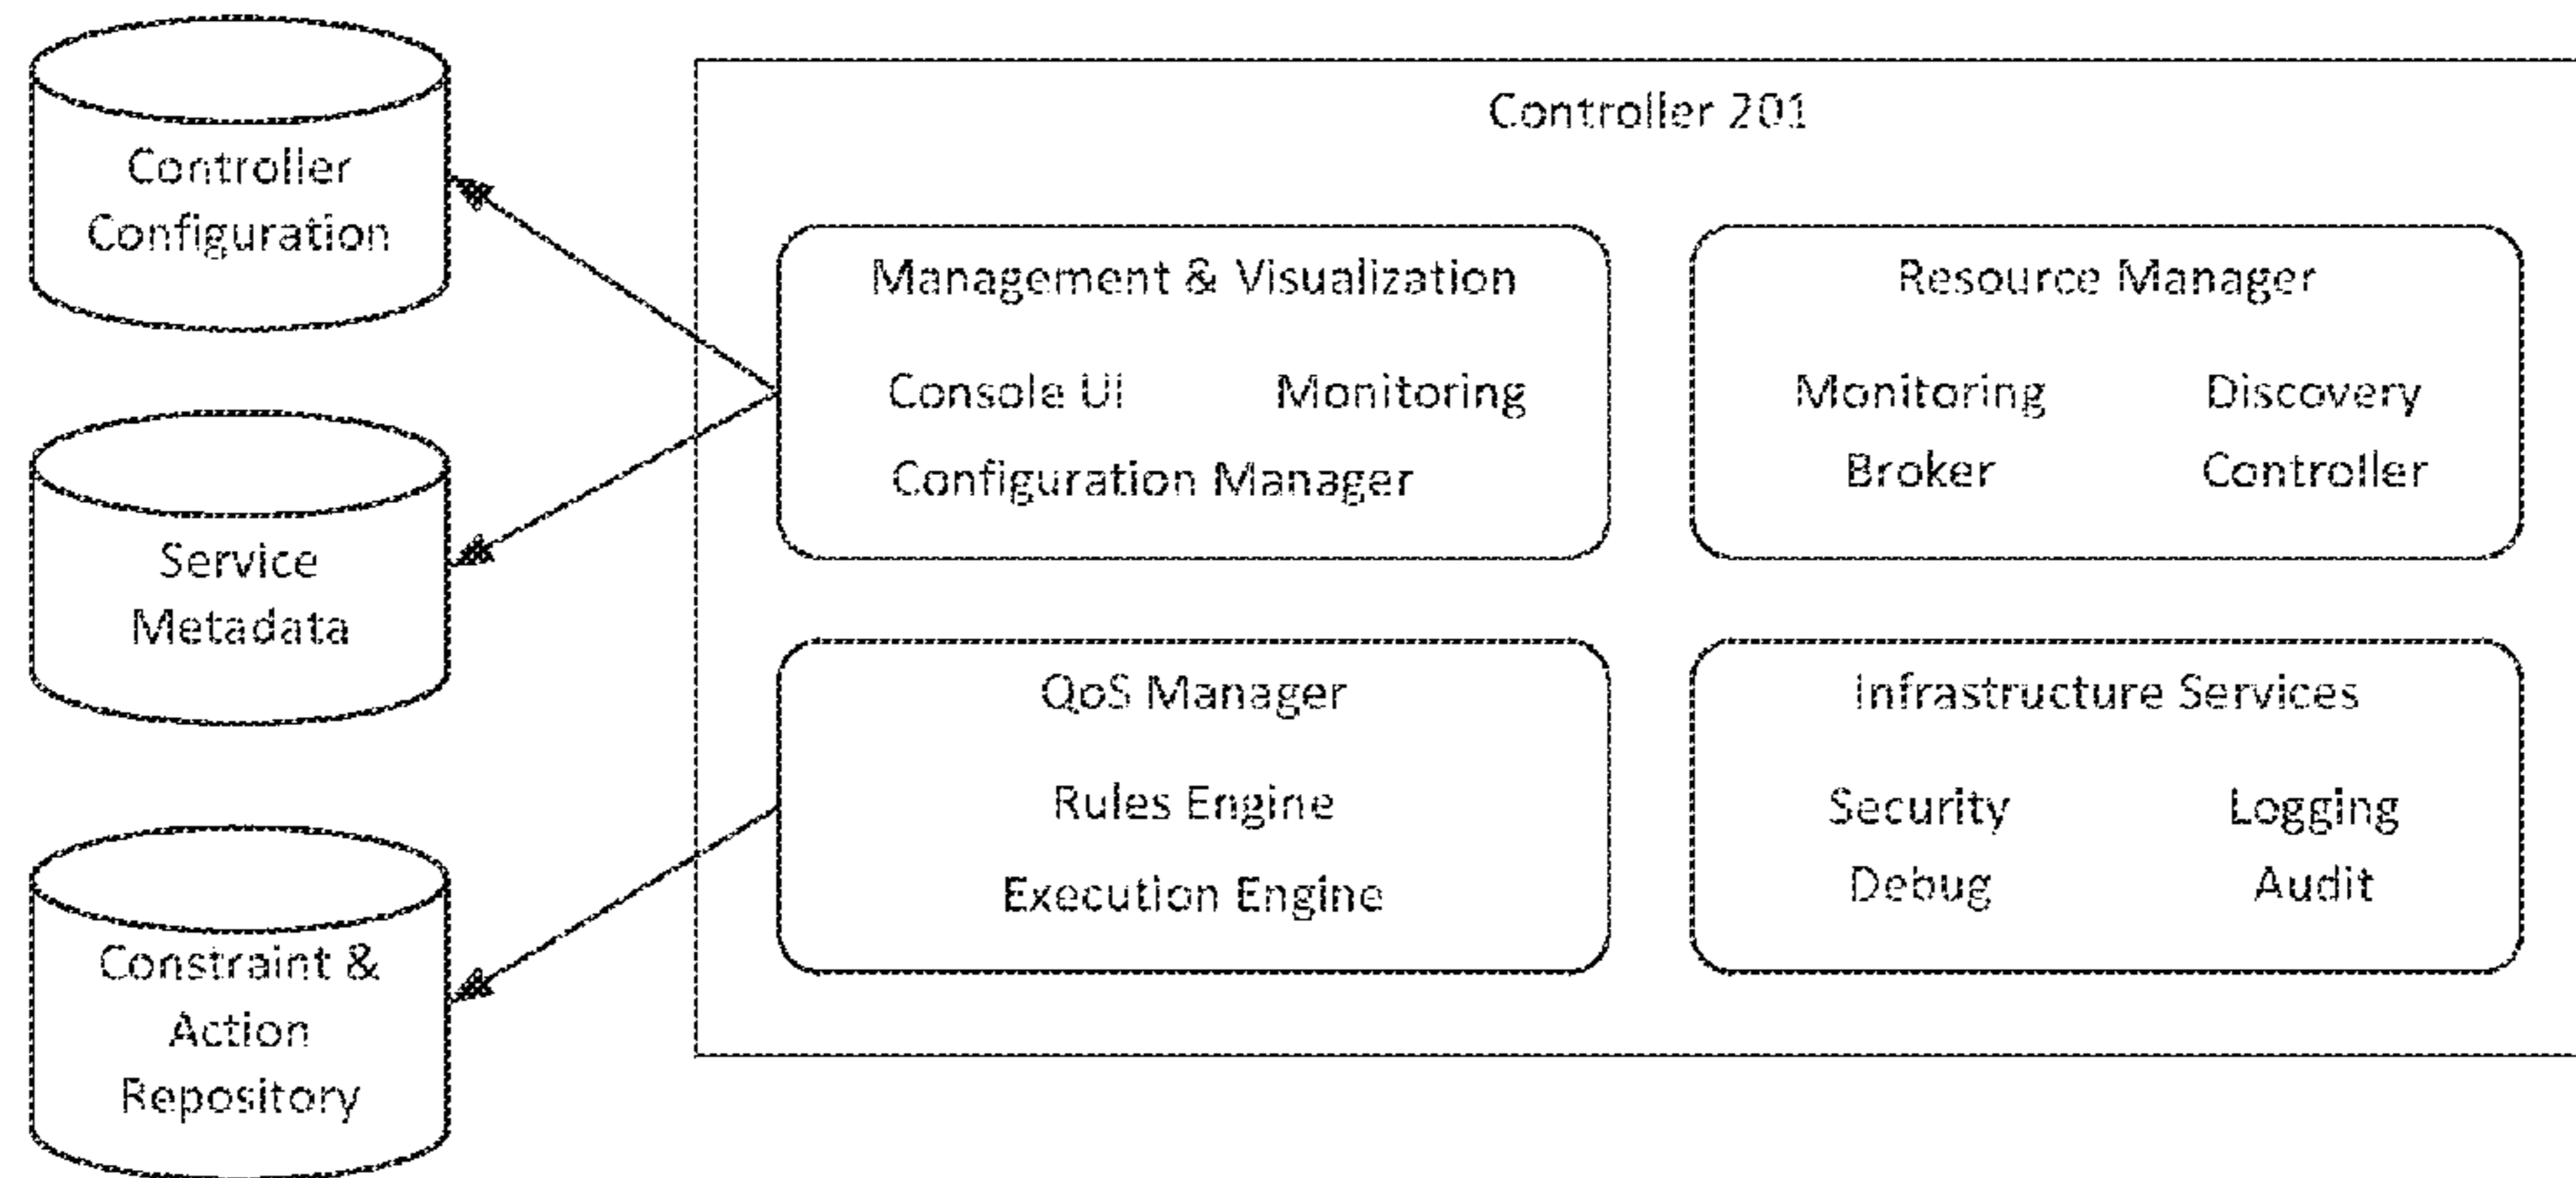 Controller
Configuration
Service
Metadata
Constraint &
Action
Repository
Controller 201
Management & Visualization
Console UI Monitoring
Configuration Manager
Resource Manager
Monitoring Discovery
Broker Controller
QoS Manager
Rules Engine
Execution Engine
Infrastructure Services
Security Logging
Debug Audit